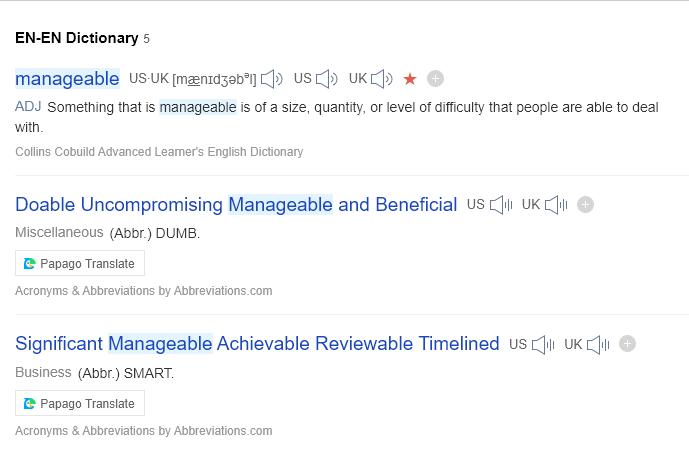 EN-EN Dictionary 5
manageable US·UK [mænɪdʒəbᵊl] US UK
ADJ Something that is manageable is of a size, quantity, or level of difficulty that people are able to deal
with.
Collins Cobuild Advanced Learner's English Dictionary
Doable Uncompromising Manageable and Beneficial US UK
Miscellaneous (Abbr.) DUMB.
Papago Translate
Acronyms & Abbreviations by Abbreviations.com
Significant Manageable Achievable Reviewable Timelined US UK
Business (Abbr.) SMART.
Papago Translate
Acronyms & Abbreviations by Abbreviations.com